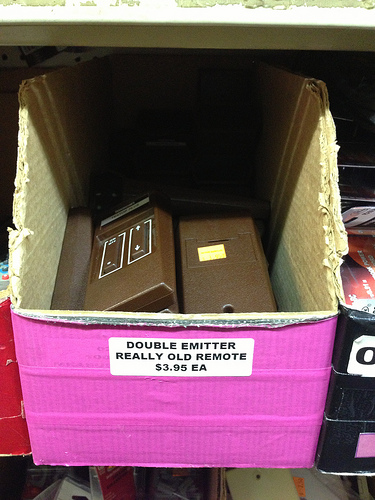 DOUBLE EMITTER
REALLY OLD REMOTE
$3.95 EA